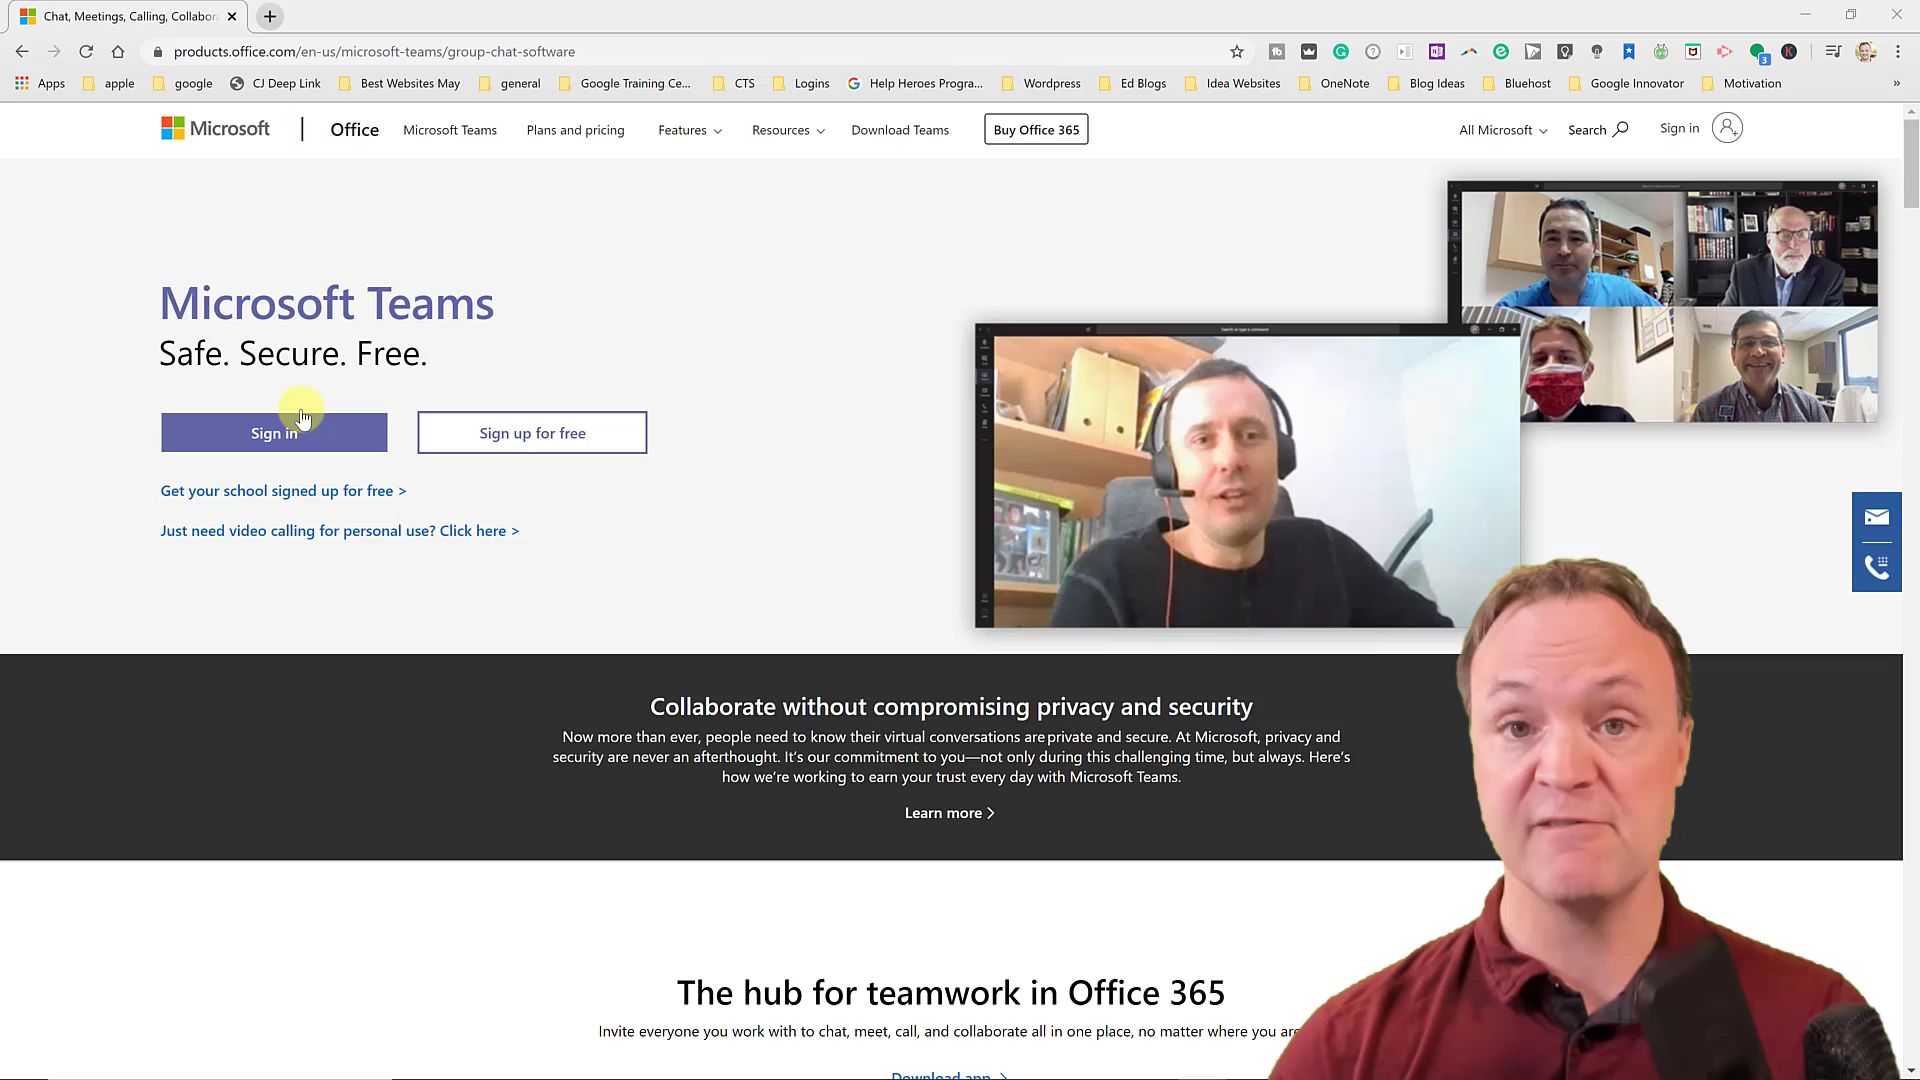 Chat, Meetings, Calling, Collabor
products.office.com/en-us/microsoft-teams/group-chat-software
Apps apple google CJ Deep Link Best Websites May general Google Training Ce... CTS Logins Help Heroes Progra... Wordpress Ed Blogs Idea Websites OneNote Blog Ideas Bluehost Google Innovator Motivation »
Microsoft | Office Microsoft Teams Plans and pricing Features Resources Download Teams Buy Office 365 All Microsoft Search Sign in
Microsoft Teams
Safe. Secure. Free.
Sign in Sign up for free
Get your school signed up for free >
Just need video calling for personal use? Click here >
Collaborate without compromising privacy and security
Now more than ever, people need to know their virtual conversations are private and secure. At Microsoft, privacy and
security are never an afterthought. It's our commitment to you—not only during this challenging time, but always. Here's
how we're working to earn your trust every day with Microsoft Teams.
Learn more >
The hub for teamwork in Office 365
Invite everyone you work with to chat, meet, call, and collaborate all in one place, no matter where you are
Download app >